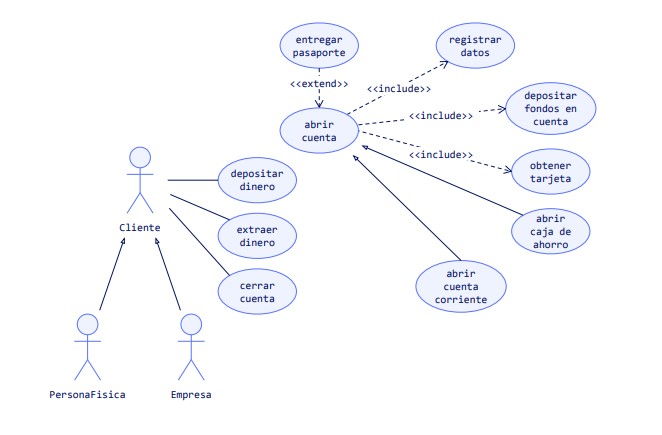 entregar
pasaporte
registrar
datos
<<extend>>
<<include>>
depositar
fondos en
cuenta
<<include>>
abrir
cuenta
<<include>>
obtener
tarjeta
depositar
dinero
Cliente
extraer
dinero
abrir
caja de
ahorro
cerrar
cuenta
abrir
cuenta
corriente
PersonaFisica
Empresa